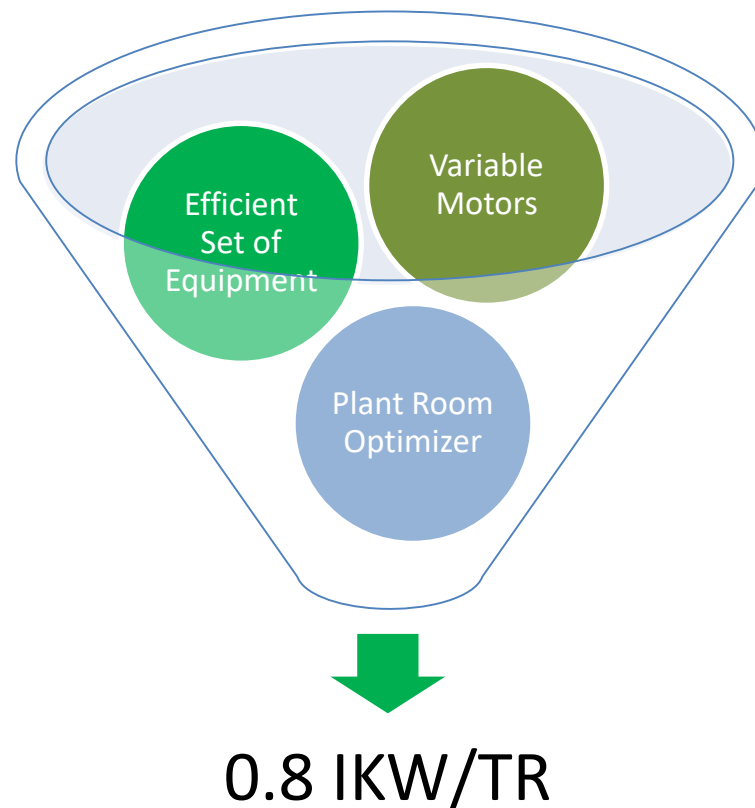 Efficient
Set of
Equipment
Variable
Motors
Plant Room
Optimizer
0.8 IKW/TR